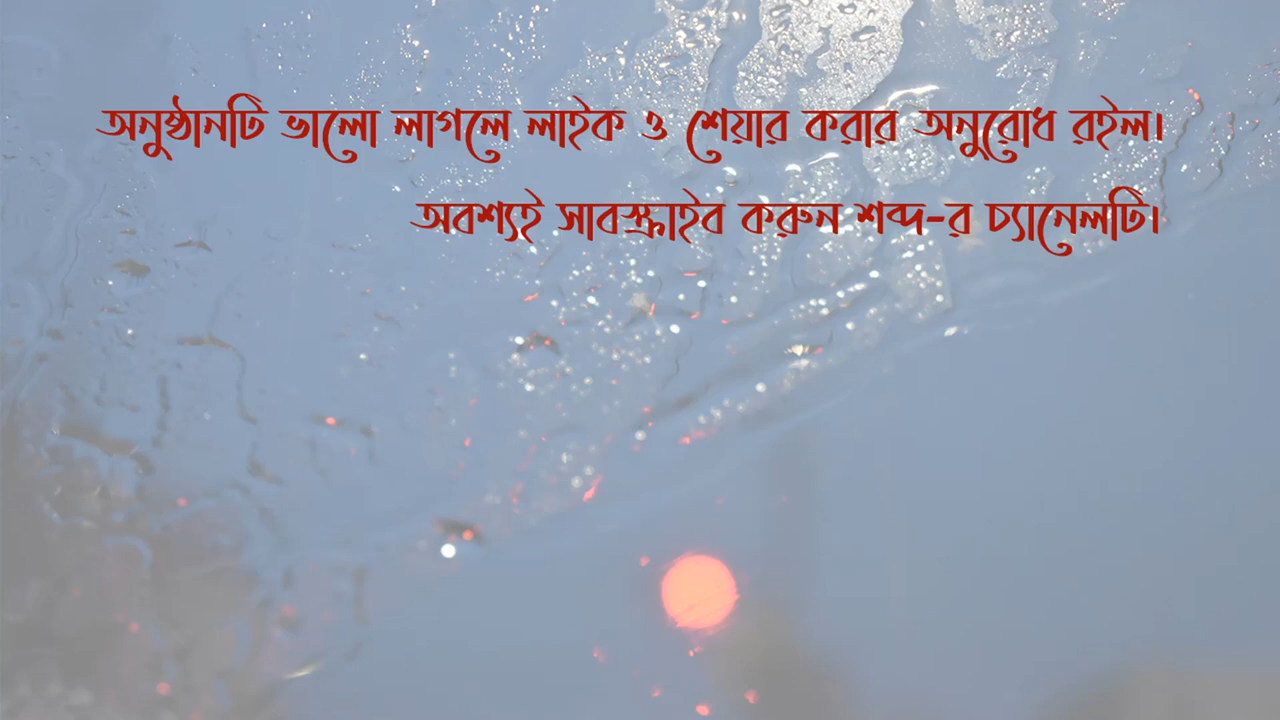 অনুষ্ঠানটি ভালো লাগলে লাইক ও শেয়ার করার অনুরোধ রইল।
অবশ্যই সাবস্ক্রাইব করুন শব্দ-র চ্যানেলটি।